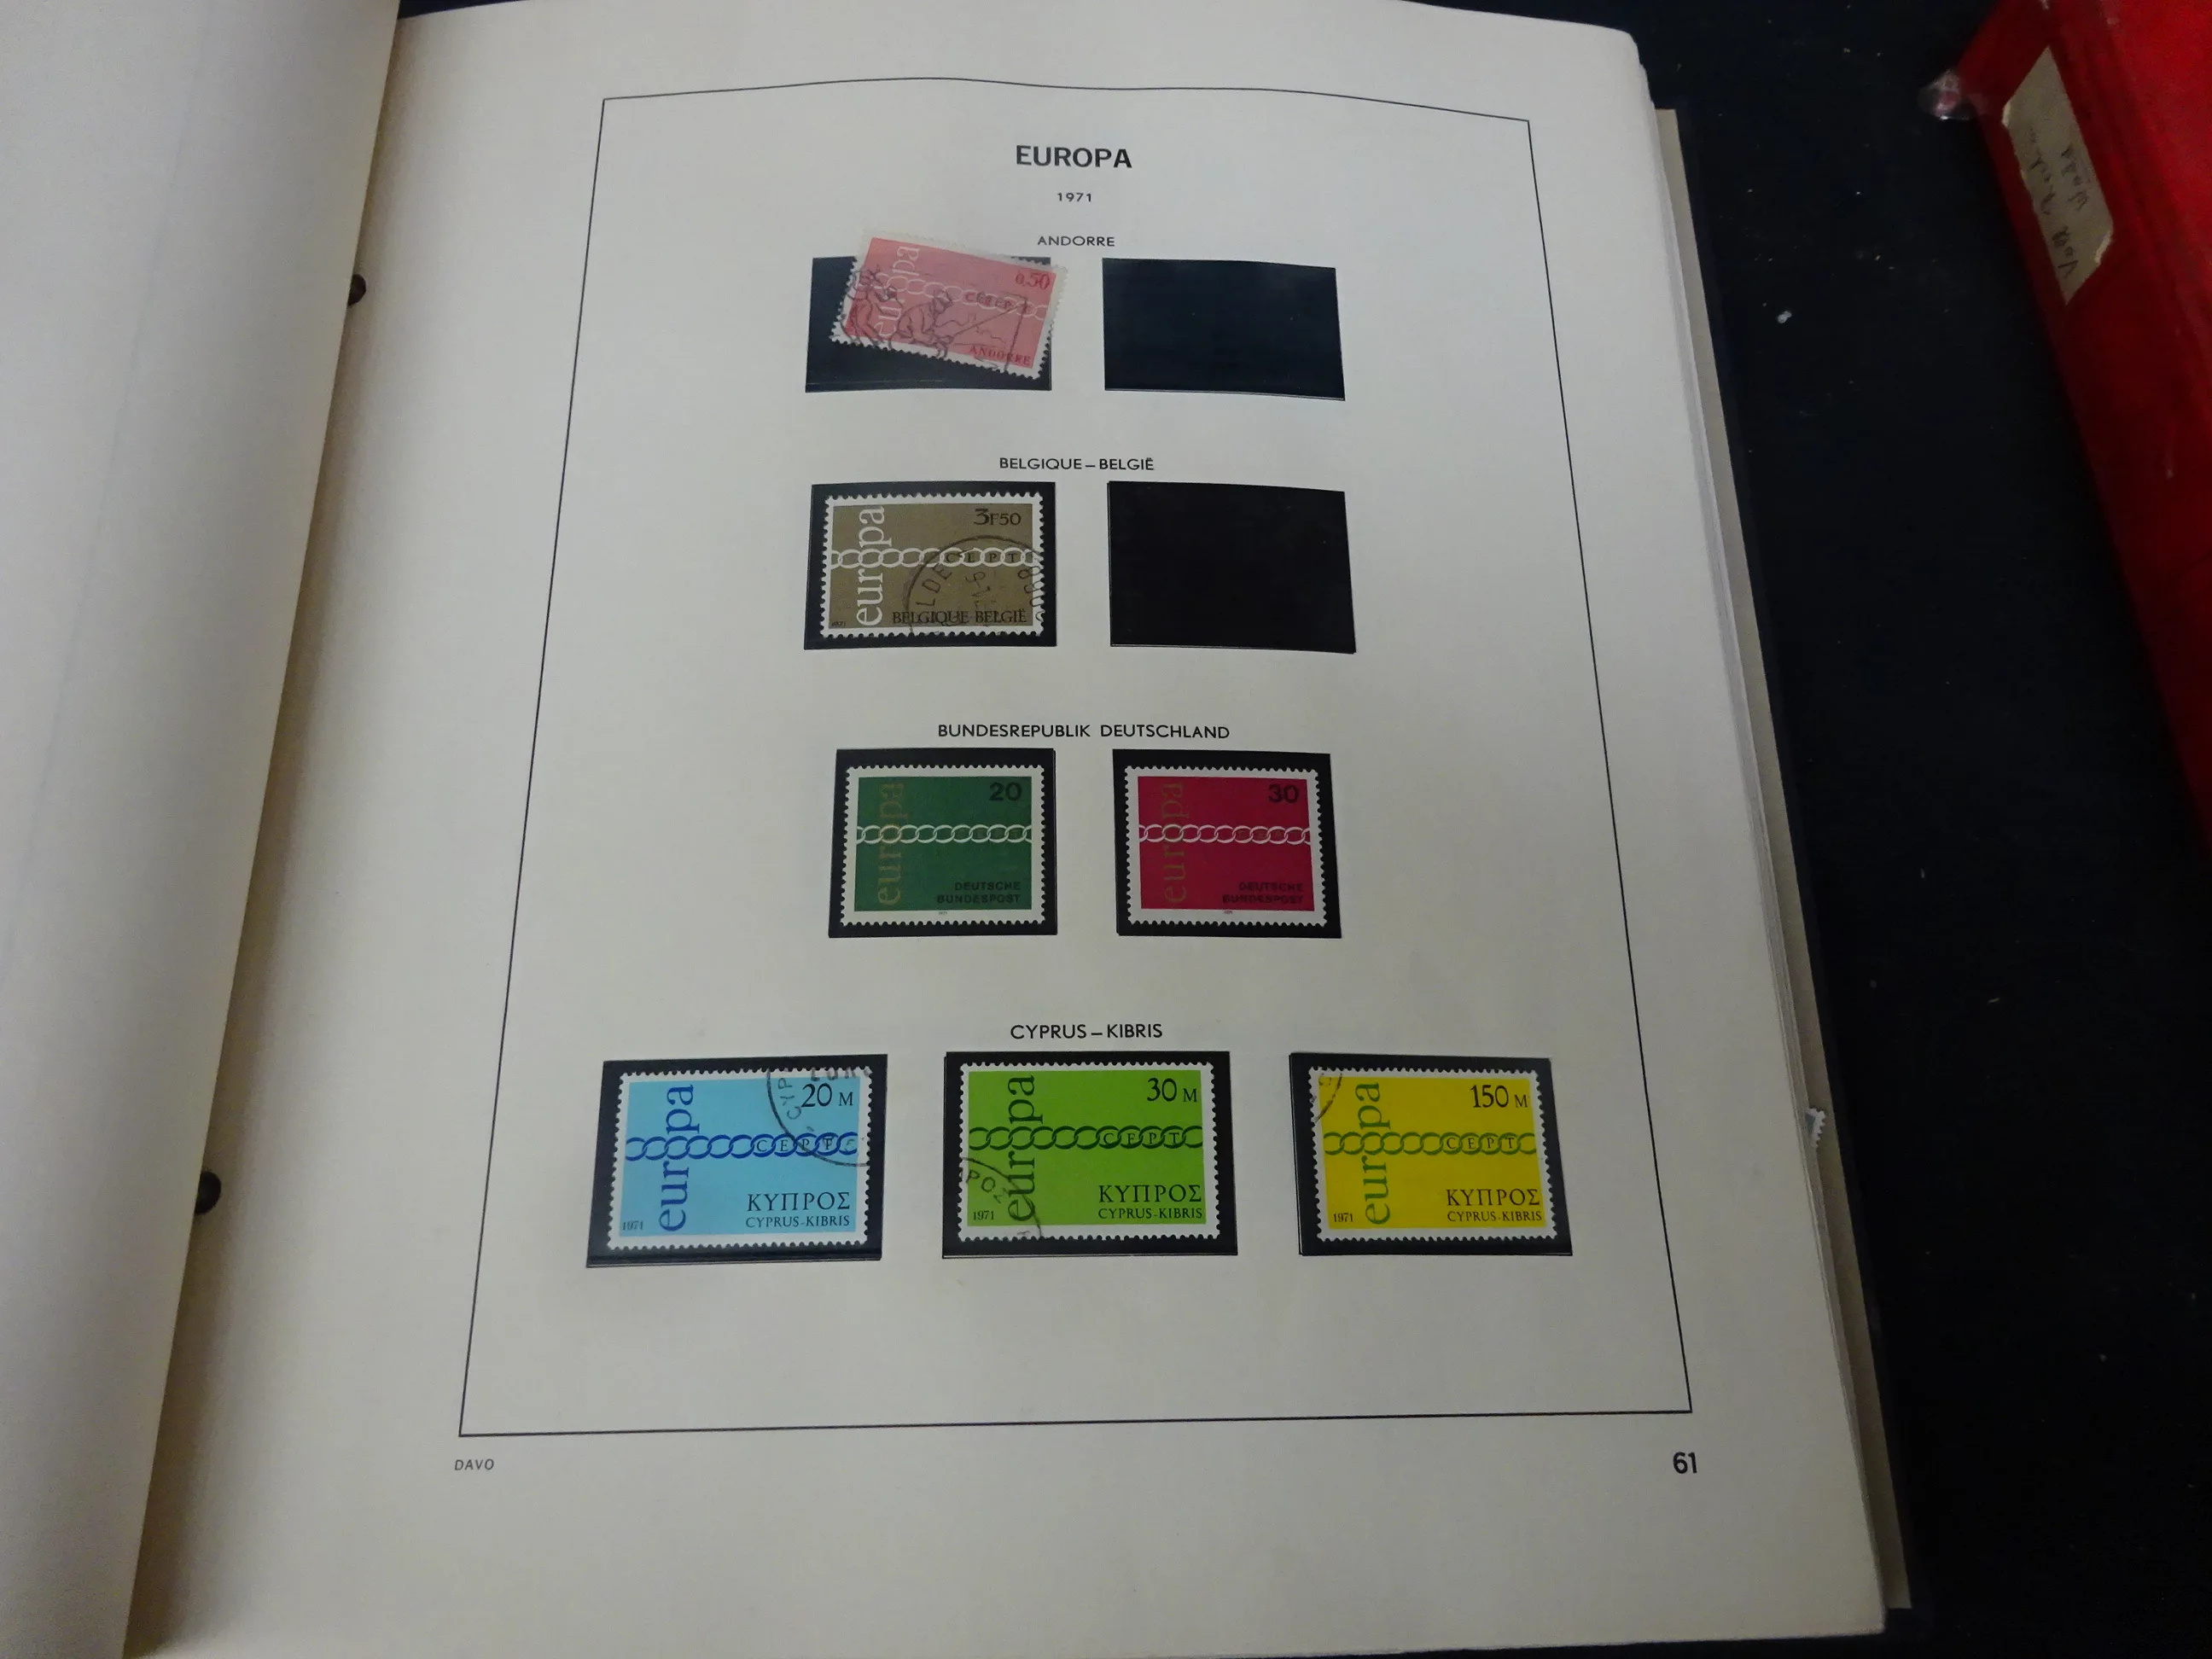 EUROPA
1971
ANDORRE
europa
0,50
CEPT
ANDORRE
BELGIQUE – BELGIË
europa
3F50
CEPT
BELGIQUE BELGIË
1971
BUNDESREPUBLIK DEUTSCHLAND
europa
20
DEUTSCHE
BUNDESPOST
europa
30
DEUTSCHE
BUNDESPOST
CYPRUS – KIBRIS
europa
20 M
CEPT
ΚΥΠΡΟΣ
CYPRUS-KIBRIS
1971
europa
30 M
CEPT
ΚΥΠΡΟΣ
CYPRUS-KIBRIS
1971
europa
150 M
CEPT
ΚΥΠΡΟΣ
CYPRUS-KIBRIS
1971
DAVO
61